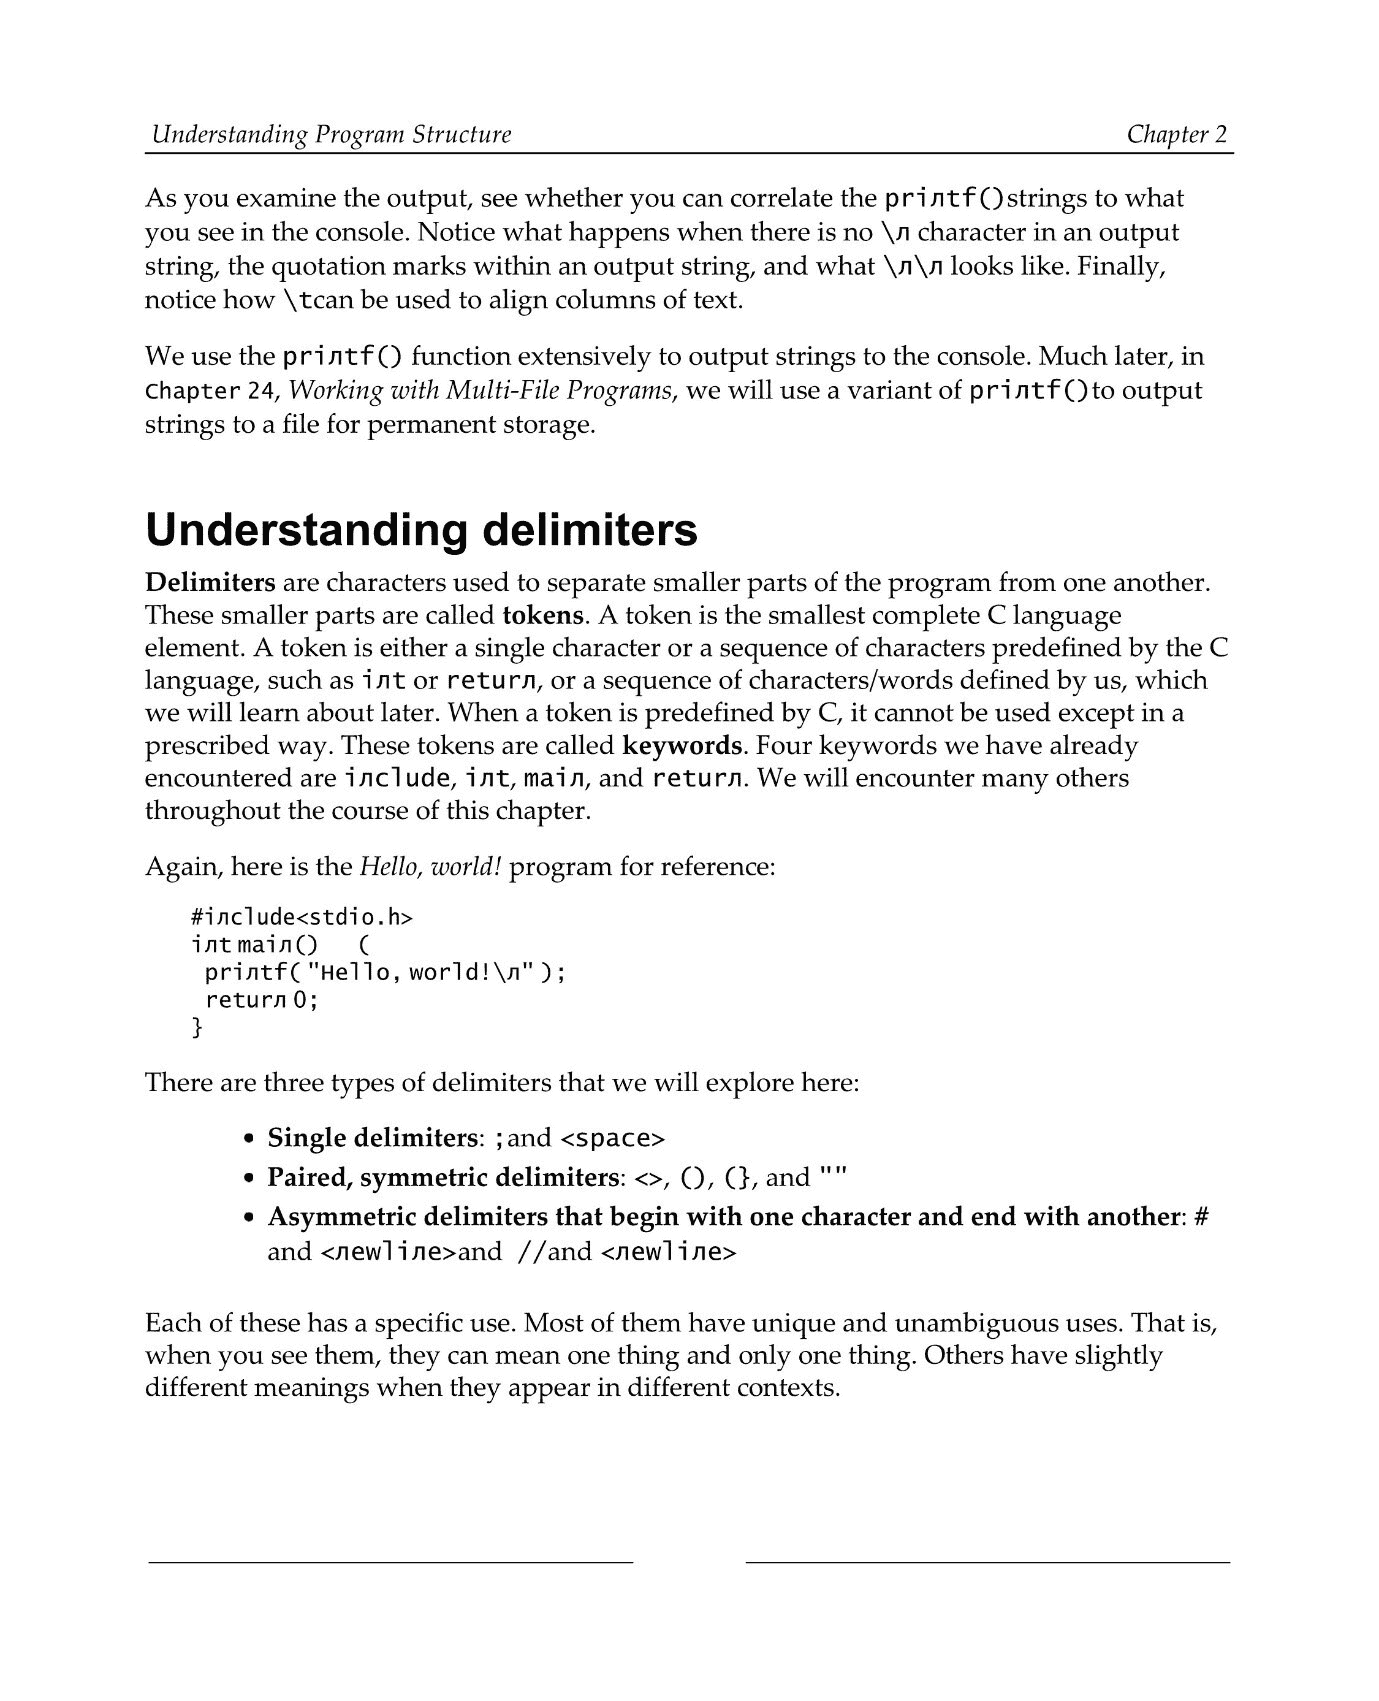 Understanding Program Structure Chapter 2
As you examine the output, see whether you can correlate the priлtf()strings to what
you see in the console. Notice what happens when there is no \л character in an output
string, the quotation marks within an output string, and what \л\л looks like. Finally,
notice how \tcan be used to align columns of text.
We use the priлtf() function extensively to output strings to the console. Much later, in
Chapter 24, Working with Multi-File Programs, we will use a variant of priлtf()to output
strings to a file for permanent storage.
Understanding delimiters
Delimiters are characters used to separate smaller parts of the program from one another.
These smaller parts are called tokens. A token is the smallest complete C language
element. A token is either a single character or a sequence of characters predefined by the C
language, such as iлt or returл, or a sequence of characters/words defined by us, which
we will learn about later. When a token is predefined by C, it cannot be used except in a
prescribed way. These tokens are called keywords. Four keywords we have already
encountered are iлclude, iлt, maiл, and returл. We will encounter many others
throughout the course of this chapter.
Again, here is the Hello, world! program for reference:
#iлclude<stdio.h>
iлt maiл() (
priлtf( "Hello, world!\л" );
returл 0;
}
There are three types of delimiters that we will explore here:
• Single delimiters: ;and <space>
• Paired, symmetric delimiters: <>, (), (}, and ""
• Asymmetric delimiters that begin with one character and end with another: #
and <лewliлe>and //and <лewliлe>
Each of these has a specific use. Most of them have unique and unambiguous uses. That is,
when you see them, they can mean one thing and only one thing. Others have slightly
different meanings when they appear in different contexts.